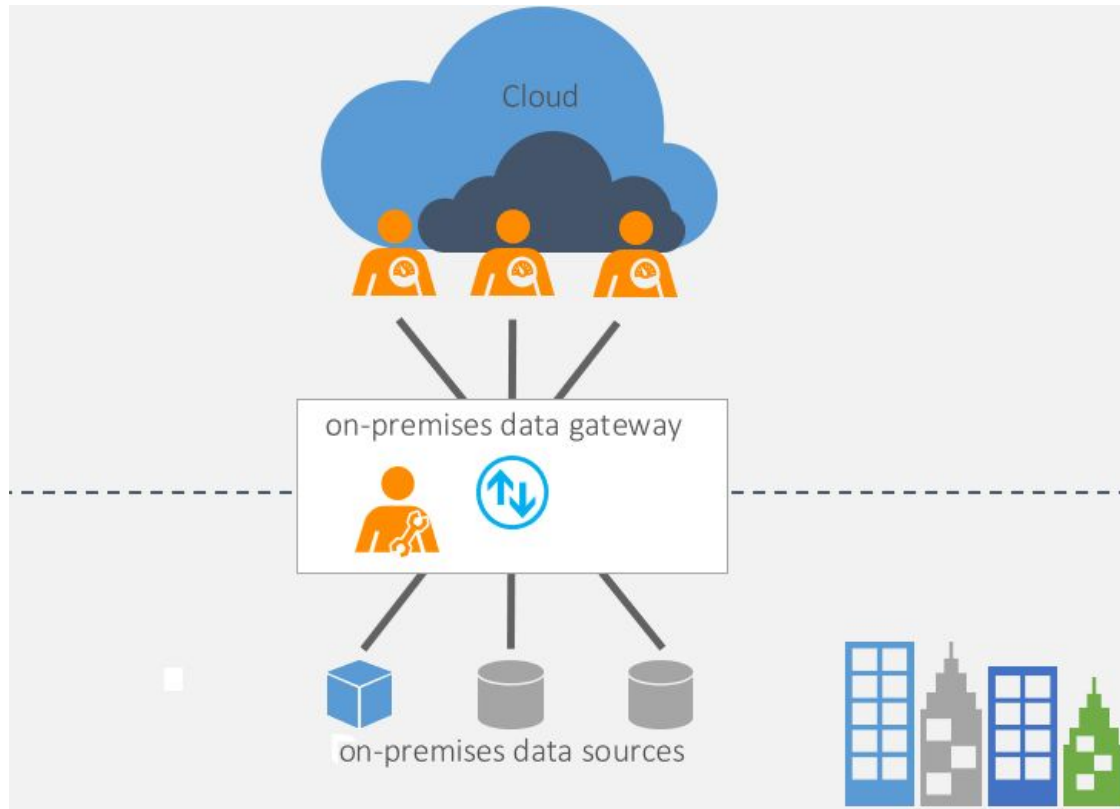 Cloud
on-premises data gateway
on-premises data sources